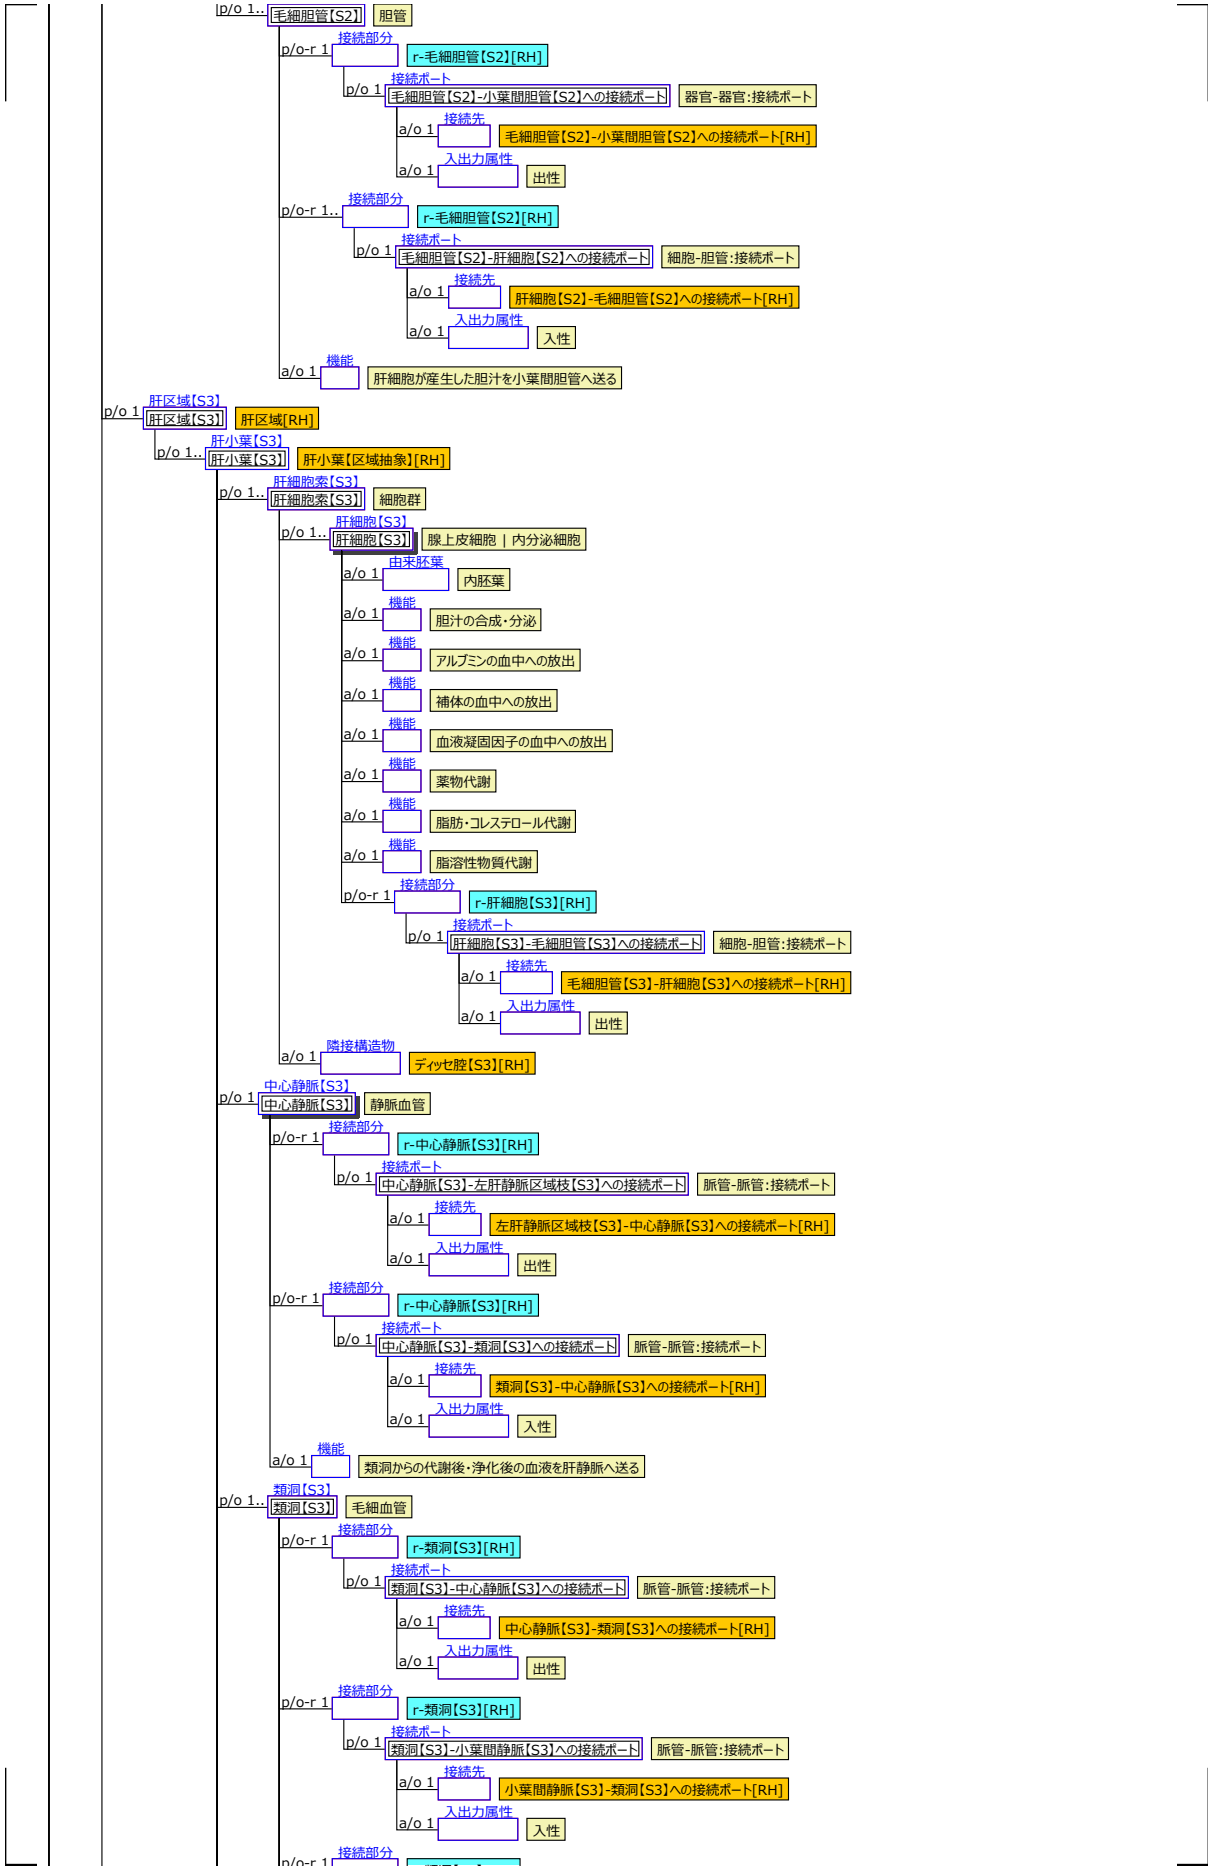 p/o 1.. 毛細胆管【S2】 胆管
接続部分
p/o-r 1 r-毛細胆管【S2】[RH]
接続ポート
p/o 1 毛細胆管【S2】-小葉間胆管【S2】への接続ポート 器官-器官:接続ポート
接続先
a/o 1 毛細胆管【S2】-小葉間胆管【S2】への接続ポート[RH]
入出力属性
a/o 1 出性
接続部分
p/o-r 1.. r-毛細胆管【S2】[RH]
接続ポート
p/o 1 毛細胆管【S2】-肝細胞【S2】への接続ポート 細胞-胆管:接続ポート
接続先
a/o 1 肝細胞【S2】-毛細胆管【S2】への接続ポート[RH]
入出力属性
a/o 1 入性
機能
a/o 1 肝細胞が産生した胆汁を小葉間胆管へ送る
肝区域【S3】
p/o 1 肝区域【S3】 肝区域[RH]
肝小葉【S3】
p/o 1.. 肝小葉【S3】 肝小葉【区域抽象】[RH]
肝細胞索【S3】
p/o 1.. 肝細胞索【S3】 細胞群
肝細胞【S3】
p/o 1.. 肝細胞【S3】 腺上皮細胞 | 内分泌細胞
由来胚葉
a/o 1 内胚葉
機能
a/o 1 胆汁の合成・分泌
機能
a/o 1 アルブミンの血中への放出
機能
a/o 1 補体の血中への放出
機能
a/o 1 血液凝固因子の血中への放出
機能
a/o 1 薬物代謝
機能
a/o 1 脂肪・コレステロール代謝
機能
a/o 1 脂溶性物質代謝
接続部分
p/o-r 1 r-肝細胞【S3】[RH]
接続ポート
p/o 1 肝細胞【S3】-毛細胆管【S3】への接続ポート 細胞-胆管:接続ポート
接続先
a/o 1 毛細胆管【S3】-肝細胞【S3】への接続ポート[RH]
入出力属性
a/o 1 出性
隣接構造物
a/o 1 ディッセ腔【S3】[RH]
中心静脈【S3】
p/o 1 中心静脈【S3】 静脈血管
接続部分
p/o-r 1 r-中心静脈【S3】[RH]
接続ポート
p/o 1 中心静脈【S3】-左肝静脈区域枝【S3】への接続ポート 脈管-脈管:接続ポート
接続先
a/o 1 左肝静脈区域枝【S3】-中心静脈【S3】への接続ポート[RH]
入出力属性
a/o 1 出性
接続部分
p/o-r 1 r-中心静脈【S3】[RH]
接続ポート
p/o 1 中心静脈【S3】-類洞【S3】への接続ポート 脈管-脈管:接続ポート
接続先
a/o 1 類洞【S3】-中心静脈【S3】への接続ポート[RH]
入出力属性
a/o 1 入性
機能
a/o 1 類洞からの代謝後・浄化後の血液を肝静脈へ送る
類洞【S3】
p/o 1.. 類洞【S3】 毛細血管
接続部分
p/o-r 1 r-類洞【S3】[RH]
接続ポート
p/o 1 類洞【S3】-中心静脈【S3】への接続ポート 脈管-脈管:接続ポート
接続先
a/o 1 中心静脈【S3】-類洞【S3】への接続ポート[RH]
入出力属性
a/o 1 出性
接続部分
p/o-r 1 r-類洞【S3】[RH]
接続ポート
p/o 1 類洞【S3】-小葉間静脈【S3】への接続ポート 脈管-脈管:接続ポート
接続先
a/o 1 小葉間静脈【S3】-類洞【S3】への接続ポート[RH]
入出力属性
a/o 1 入性
接続部分
p/o-r 1